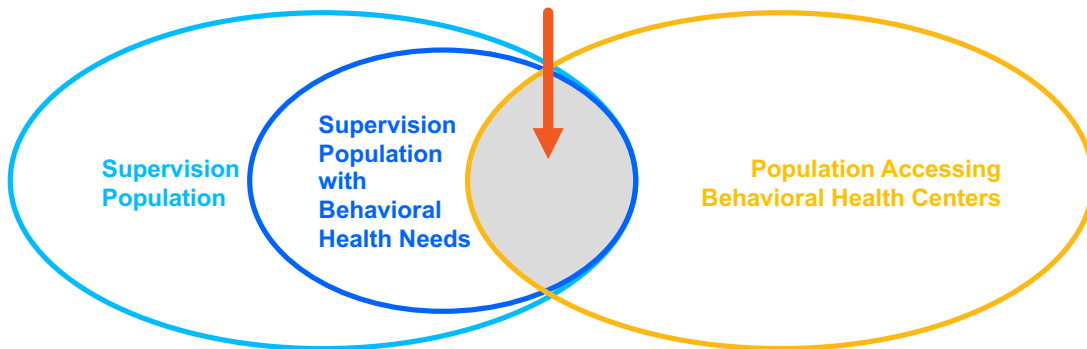 Supervision
Population
Supervision
Population
with
Behavioral
Health Needs
Population Accessing
Behavioral Health Centers